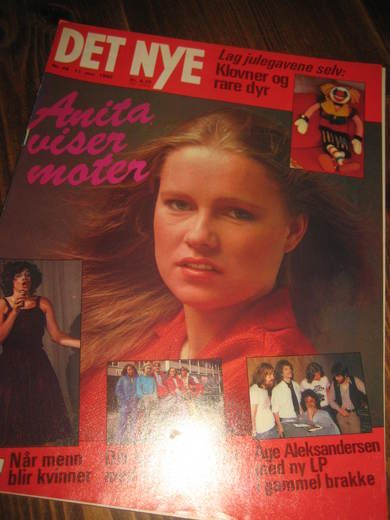 DET NYE
Lag julegavene selv:
Klovner og
rare dyr
Anita
viser
moter
Når menn
blir kvinner
Åge Aleksandersen
med ny LP
i gammel brakke